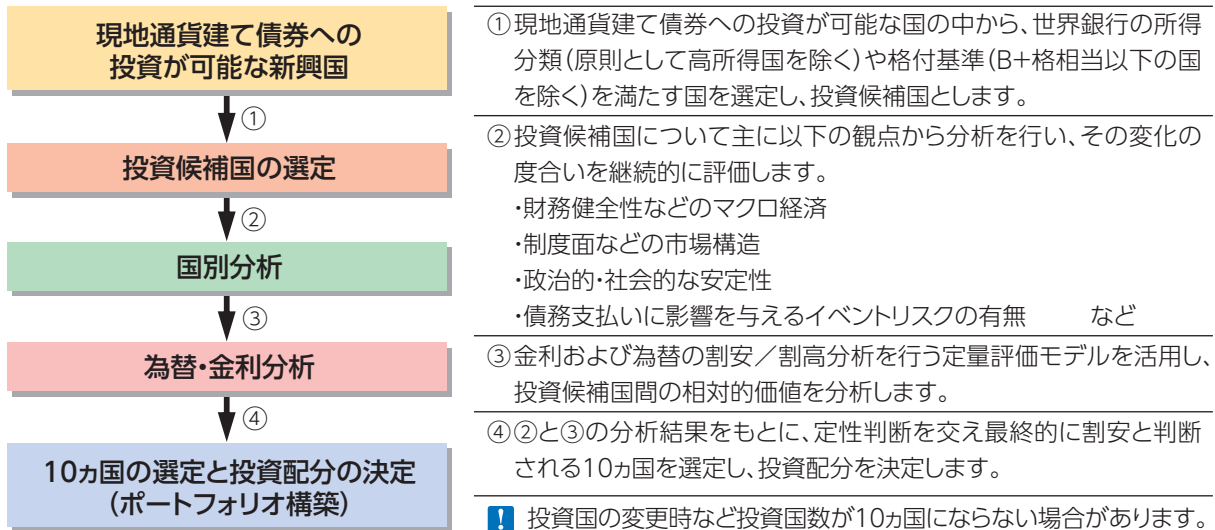 現地通貨建て債券への
投資が可能な新興国
①
投資候補国の選定
②
国別分析
③
為替・金利分析
④
10ヵ国の選定と投資配分の決定
(ポートフォリオ構築)
①現地通貨建て債券への投資が可能な国の中から、世界銀行の所得
分類(原則として高所得国を除く)や格付基準(B+格相当以下の国
を除く)を満たす国を選定し、投資候補国とします。
②投資候補国について主に以下の観点から分析を行い、その変化の
度合いを継続的に評価します。
・財務健全性などのマクロ経済
・制度面などの市場構造
・政治的・社会的な安定性
・債務支払いに影響を与えるイベントリスクの有無 など
③金利および為替の割安/割高分析を行う定量評価モデルを活用し、
投資候補国間の相対的価値を分析します。
④②と③の分析結果をもとに、定性判断を交え最終的に割安と判断
される10ヵ国を選定し、投資配分を決定します。
! 投資国の変更時など投資国数が10ヵ国にならない場合があります。